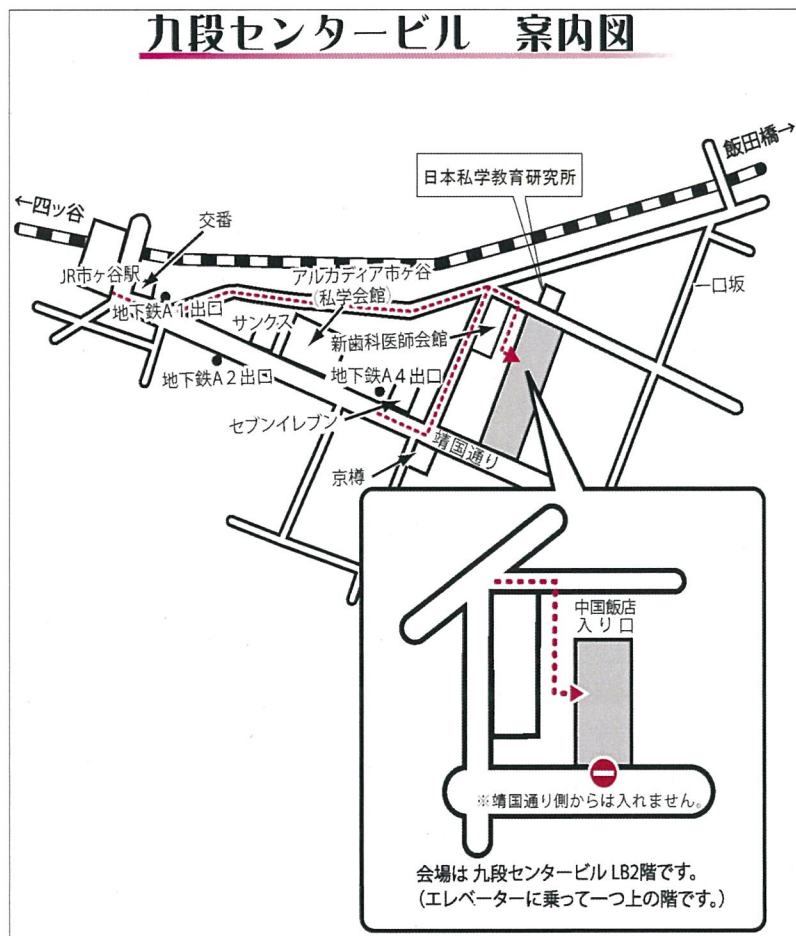 九段センタービル 案内図
飯田橋→
日本私学教育研究所
←四ッ谷
交番
JR市ヶ谷駅
アルカディア市ヶ谷
(私学会館)
一口坂
地下鉄A1出口
サンクス
新歯科医師会館
地下鉄A2出口
地下鉄A4出口
セブンイレブン
靖国通り
京樽
中国飯店
入り口
※靖国通り側からは入れません。
会場は 九段センタービル LB2階です。
(エレベーターに乗って一つ上の階です。)